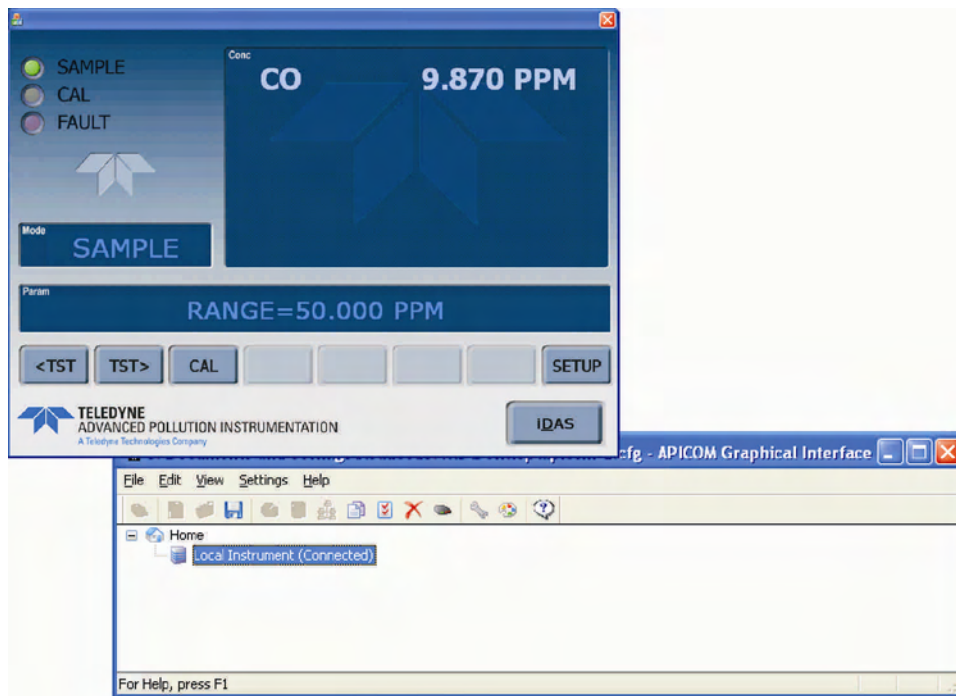 SAMPLE
CAL
FAULT
Conc
CO 9.870 PPM
Mode
SAMPLE
Param
RANGE=50.000 PPM
<TST TST> CAL SETUP
TELEDYNE
ADVANCED POLLUTION INSTRUMENTATION
A Teledyne Technologies Company
iDAS
.cfg - APICOM Graphical Interface
File Edit View Settings Help
Home
Local Instrument (Connected)
For Help, press F1